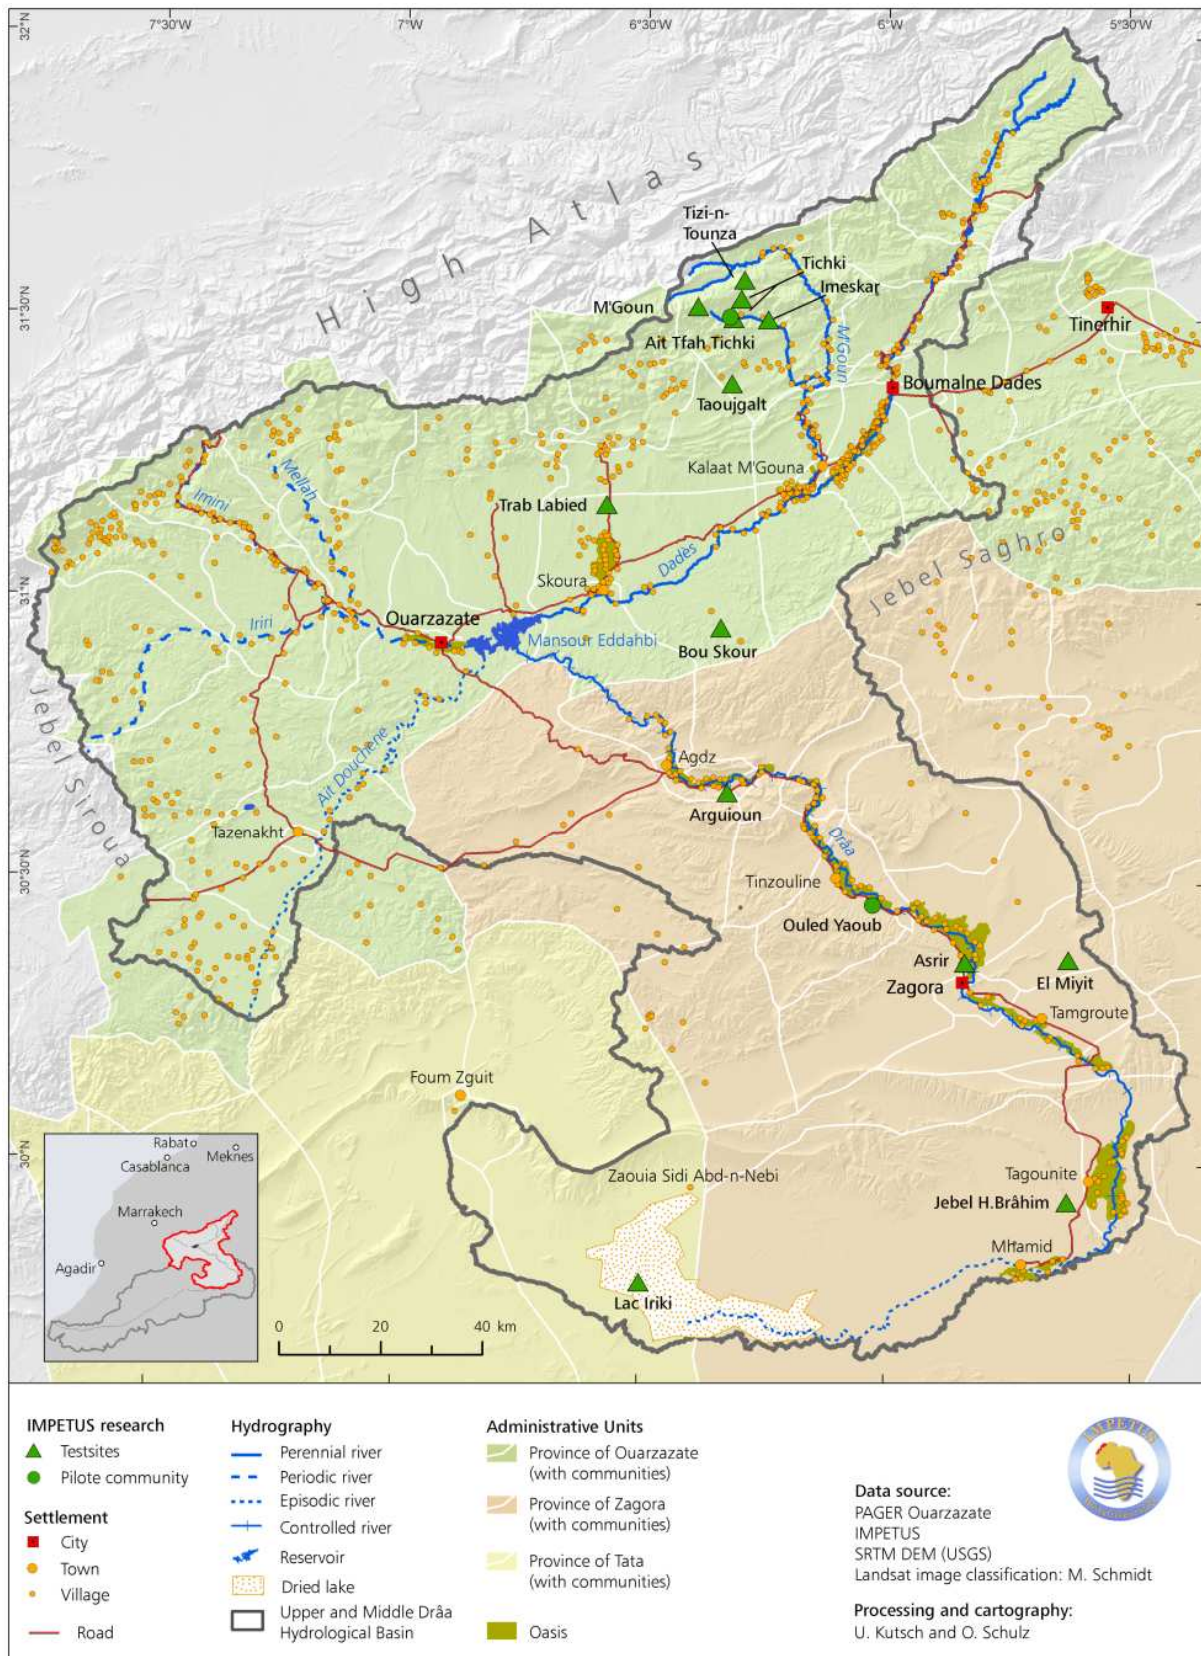 32°N
7°30'W
7°W
6°30'W
6°W
5°30'W
High Atlas
Tizi-n-
Tounza
Tichki
Imeskar
M'Goun
Ait Tfah Tichki
31°30'N
M'Goun
Tinerhir
Boumalne Dades
Taoujgalt
Kalaat M'Gouna
Mellah
Imini
Trab Labied
Dades
Jebel Saghro
Skoura
31°N
Ouarzazate
Iriri
Mansour Eddahbi
Bou Skour
Jebel Siroua
Ait Douchene
Agdz
Arguioun
Tazenakht
Drâa
30°30'N
Tinzouline
Ouled Yaoub
Asrir
Zagora
El Miyit
Tamgroute
Foum Zguit
30°N
Rabat
Meknes
Casablanca
Marrakech
Agadir
Zaouia Sidi Abd-n-Nebi
Tagounite
Jebel H.Brâhim
Mhamid
Lac Iriki
0 20 40 km
IMPETUS research
Testsites
Pilote community
Settlement
City
Town
Village
Road
Hydrography
Perennial river
Periodic river
Episodic river
Controlled river
Reservoir
Dried lake
Upper and Middle Drâa
Hydrological Basin
Administrative Units
Province of Ouarzazate
(with communities)
Province of Zagora
(with communities)
Province of Tata
(with communities)
Oasis
IMPETUS
Data source:
PAGER Ouarzazate
IMPETUS
SRTM DEM (USGS)
Landsat image classification: M. Schmidt
Processing and cartography:
U. Kutsch and O. Schulz